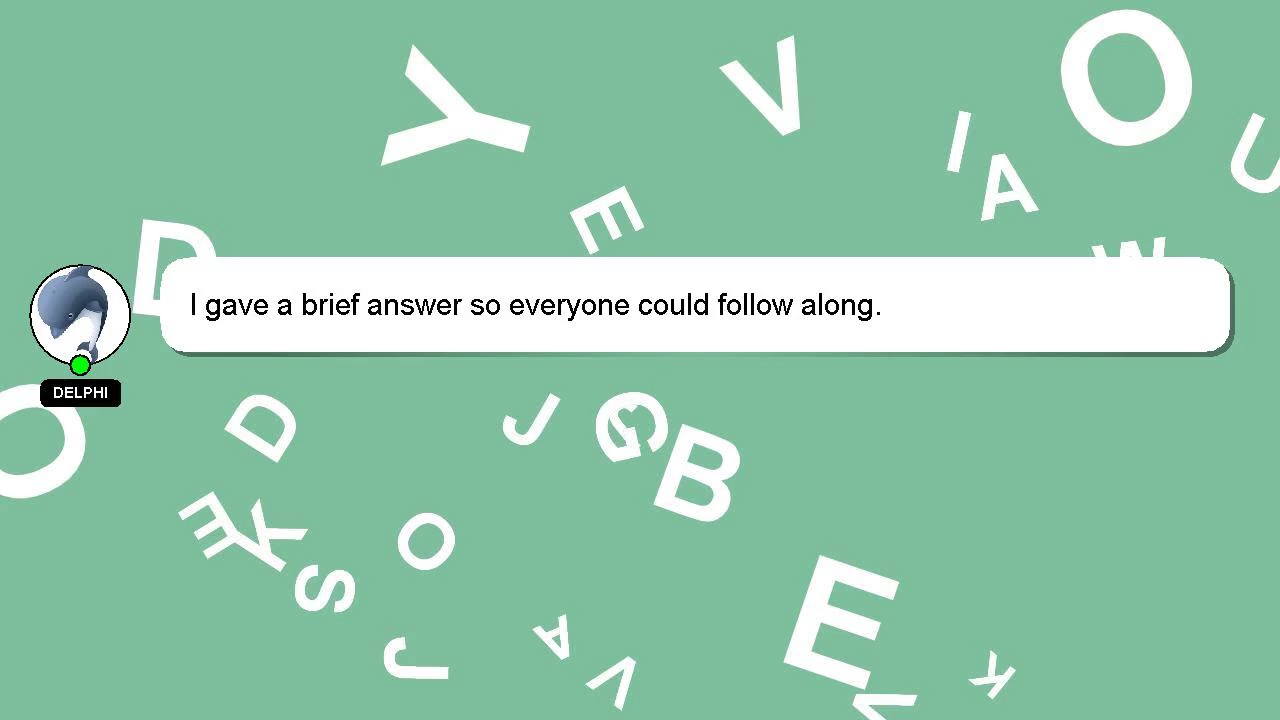 Y
V
O
I
A
U
E
D
W
I gave a brief answer so everyone could follow along.
DELPHI
O
D
J
G
B
E
K
O
S
E
J
A
V
K
V